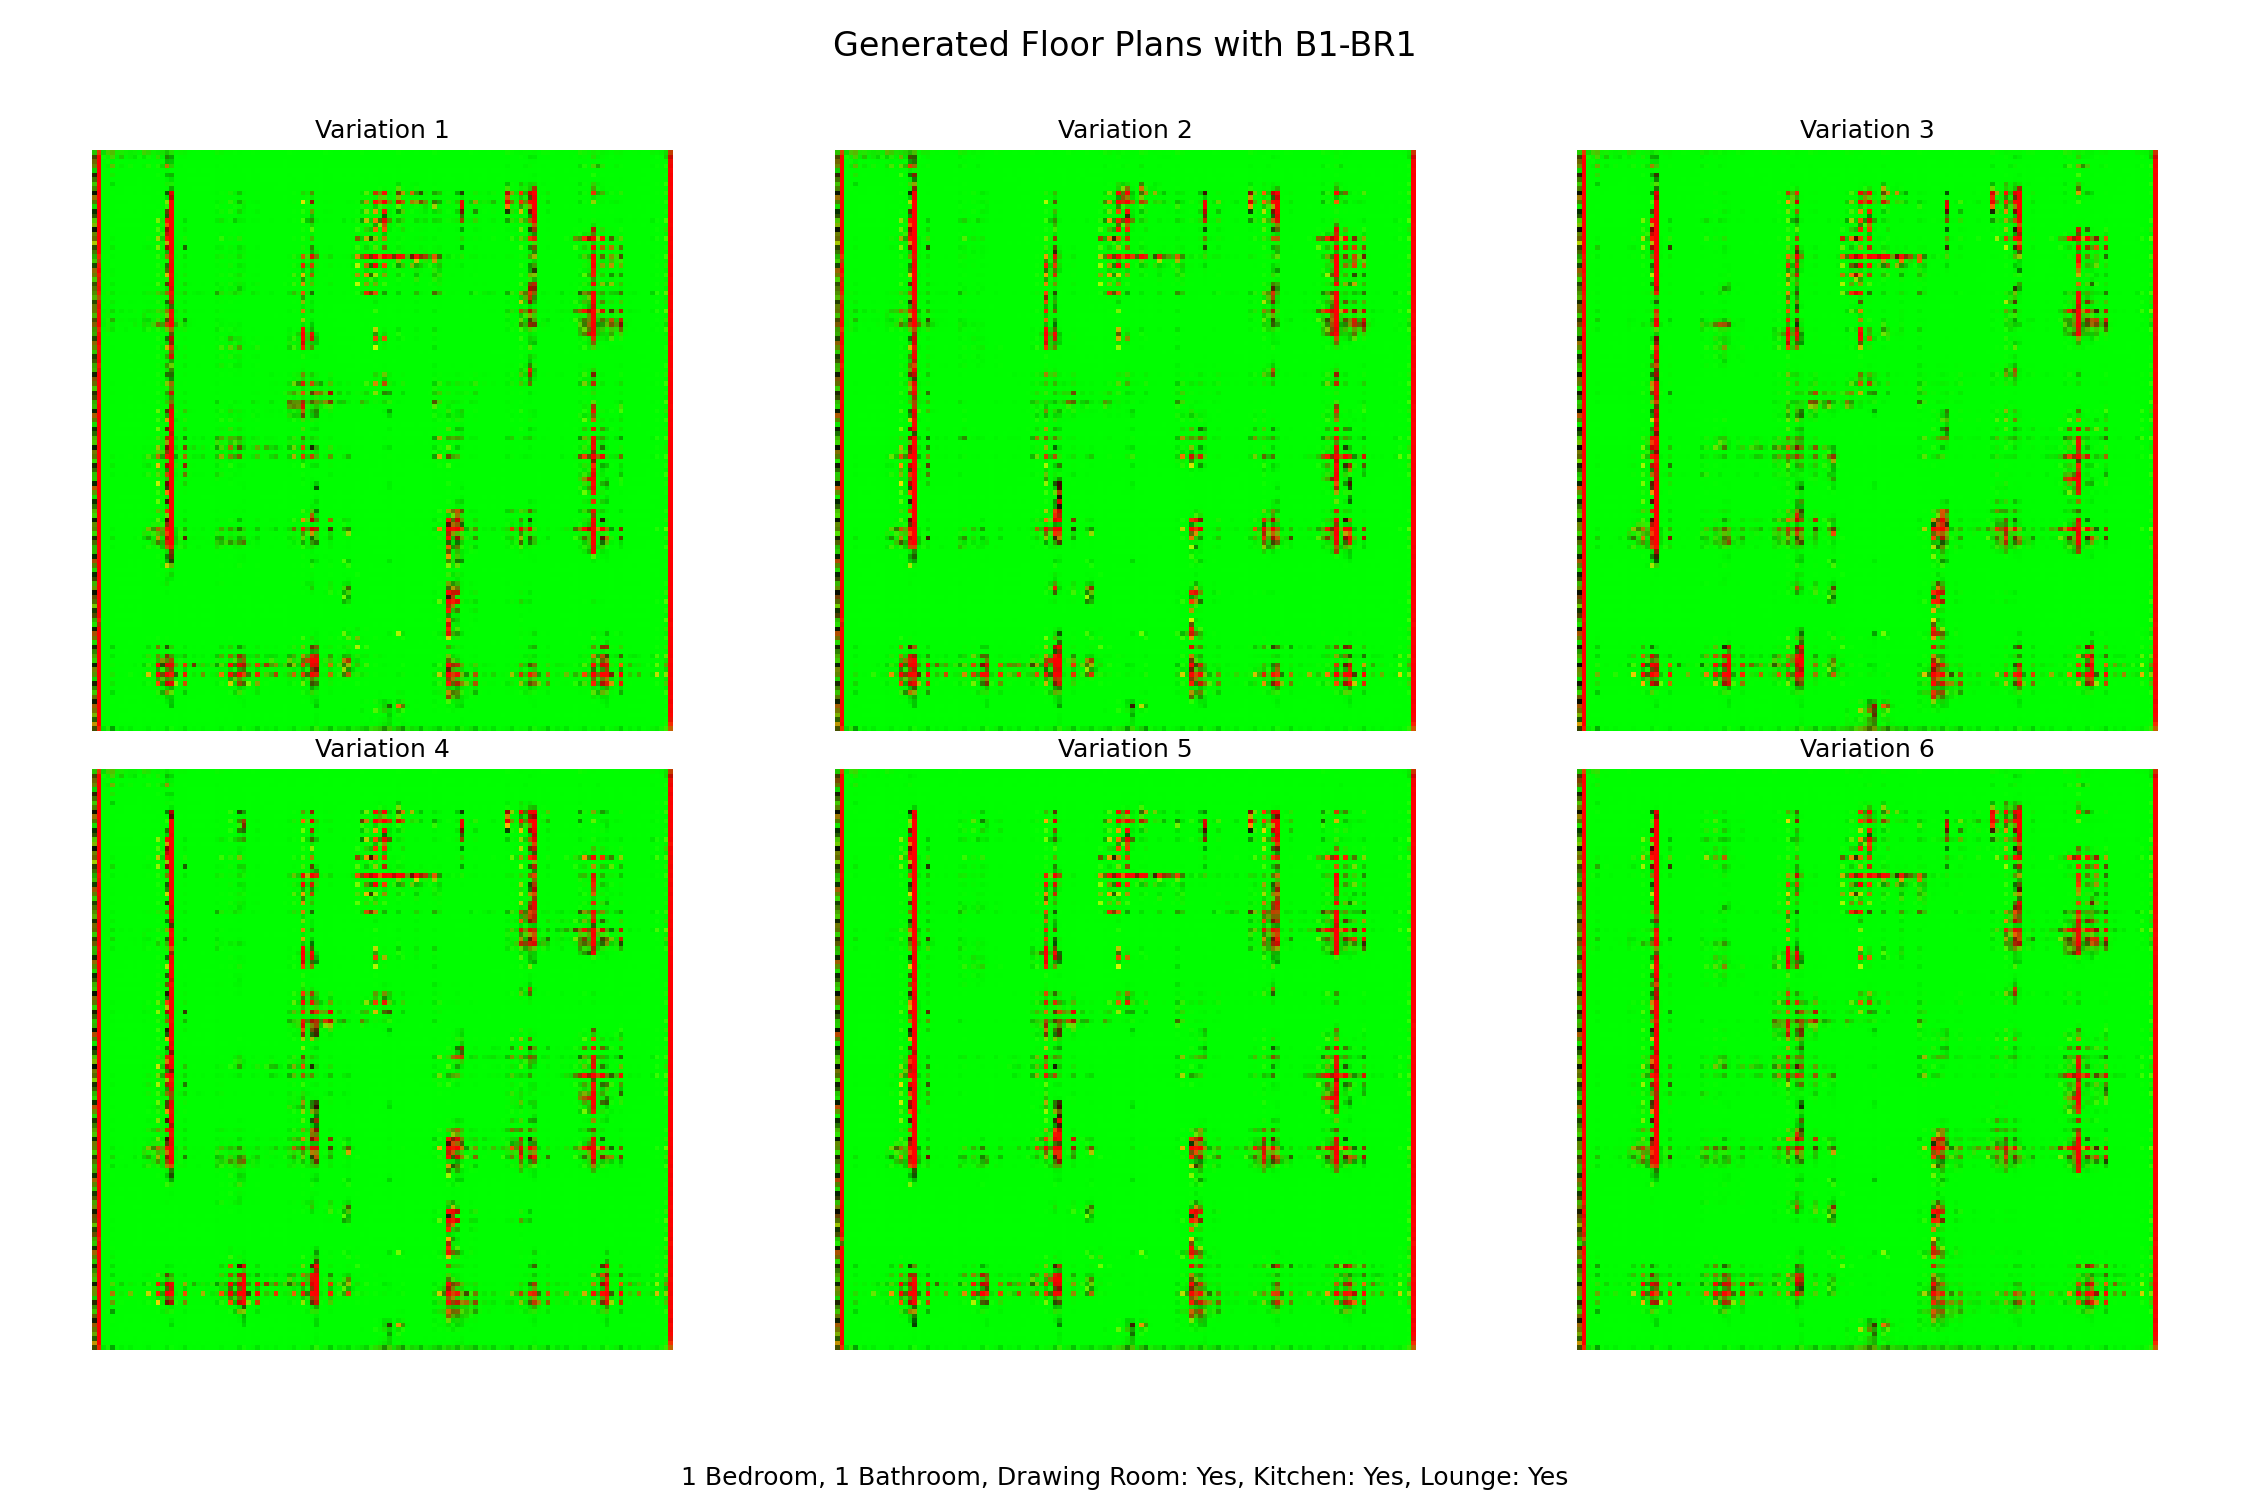 Generated Floor Plans with B1-BR1
Variation 1
Variation 2
Variation 3
Variation 4
Variation 5
Variation 6
1 Bedroom, 1 Bathroom, Drawing Room: Yes, Kitchen: Yes, Lounge: Yes